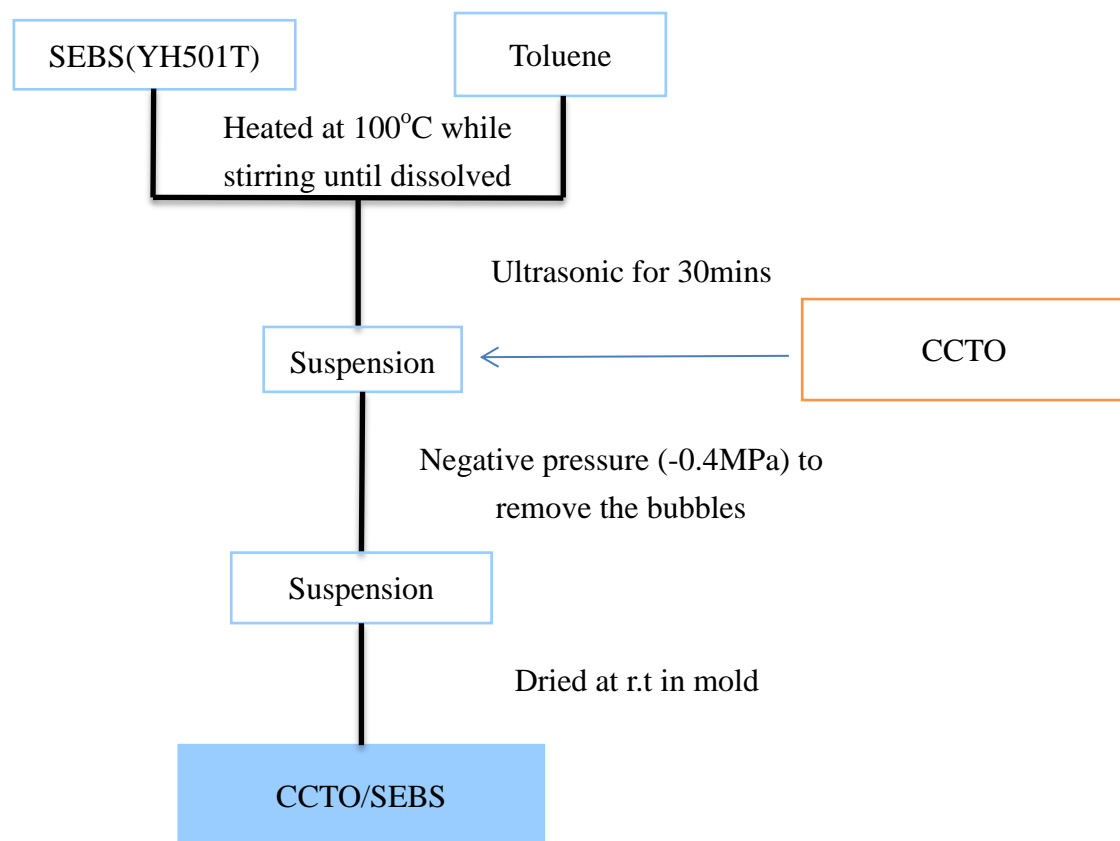 SEBS(YH501T)
Toluene
Heated at 100°C while
stirring until dissolved
Ultrasonic for 30mins
Suspension
CCTO
Negative pressure (-0.4MPa) to
remove the bubbles
Suspension
Dried at r.t in mold
CCTO/SEBS